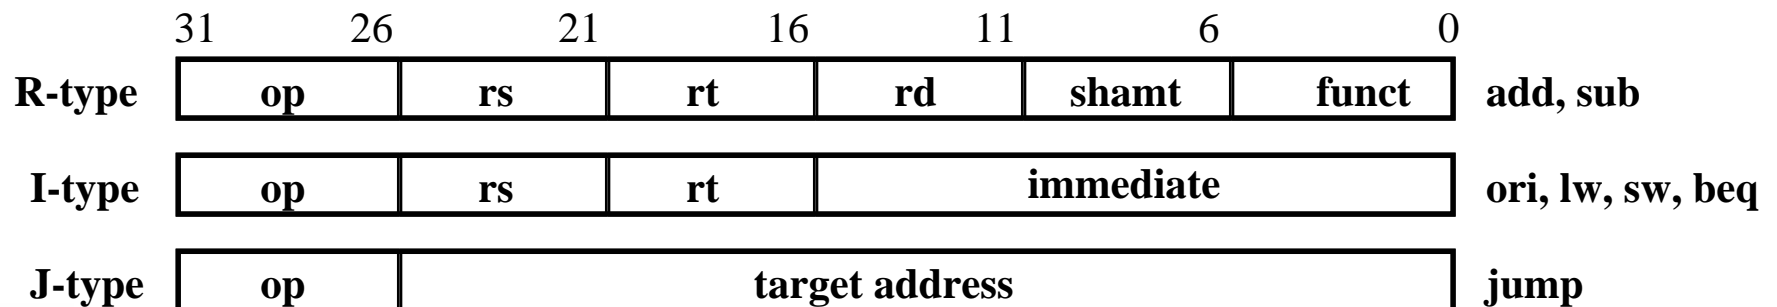 31 26 21 16 11 6 0
R-type op rs rt rd shamt funct add, sub
I-type op rs rt immediate ori, lw, sw, beq
J-type op target address jump